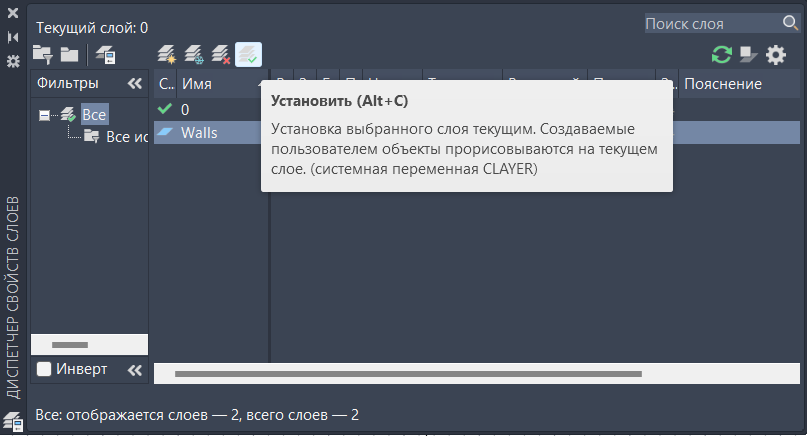 Текущий слой: 0
Поиск слоя
Фильтры
С.. Имя
Пояснение
Все
Все ис
0
Walls
Установить (Alt+C)
Установка выбранного слоя текущим. Создаваемые
пользователем объекты прорисовываются на текущем
слое. (системная переменная CLAYER)
Инверт
Все: отображается слоев — 2, всего слоев — 2
ДИСПЕТЧЕР СВОЙСТВ СЛОЕВ